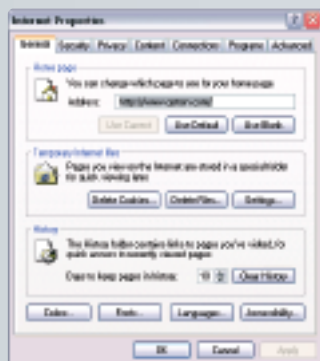 Internet Properties
General Security Privacy Content Connections Programs Advanced
Home page
You can change which page to use for your home page.
Address:
Use Current Use Default Use Blank
Temporary Internet files
Pages you view on the Internet are stored in a special folder
for quick viewing later.
Delete Cookies... Delete Files... Settings...
History
The History folder contains links to pages you've visited, for
quick access to recently viewed pages.
Days to keep pages in history: Clear History
Colors... Fonts... Languages... Accessibility...
OK Cancel Apply